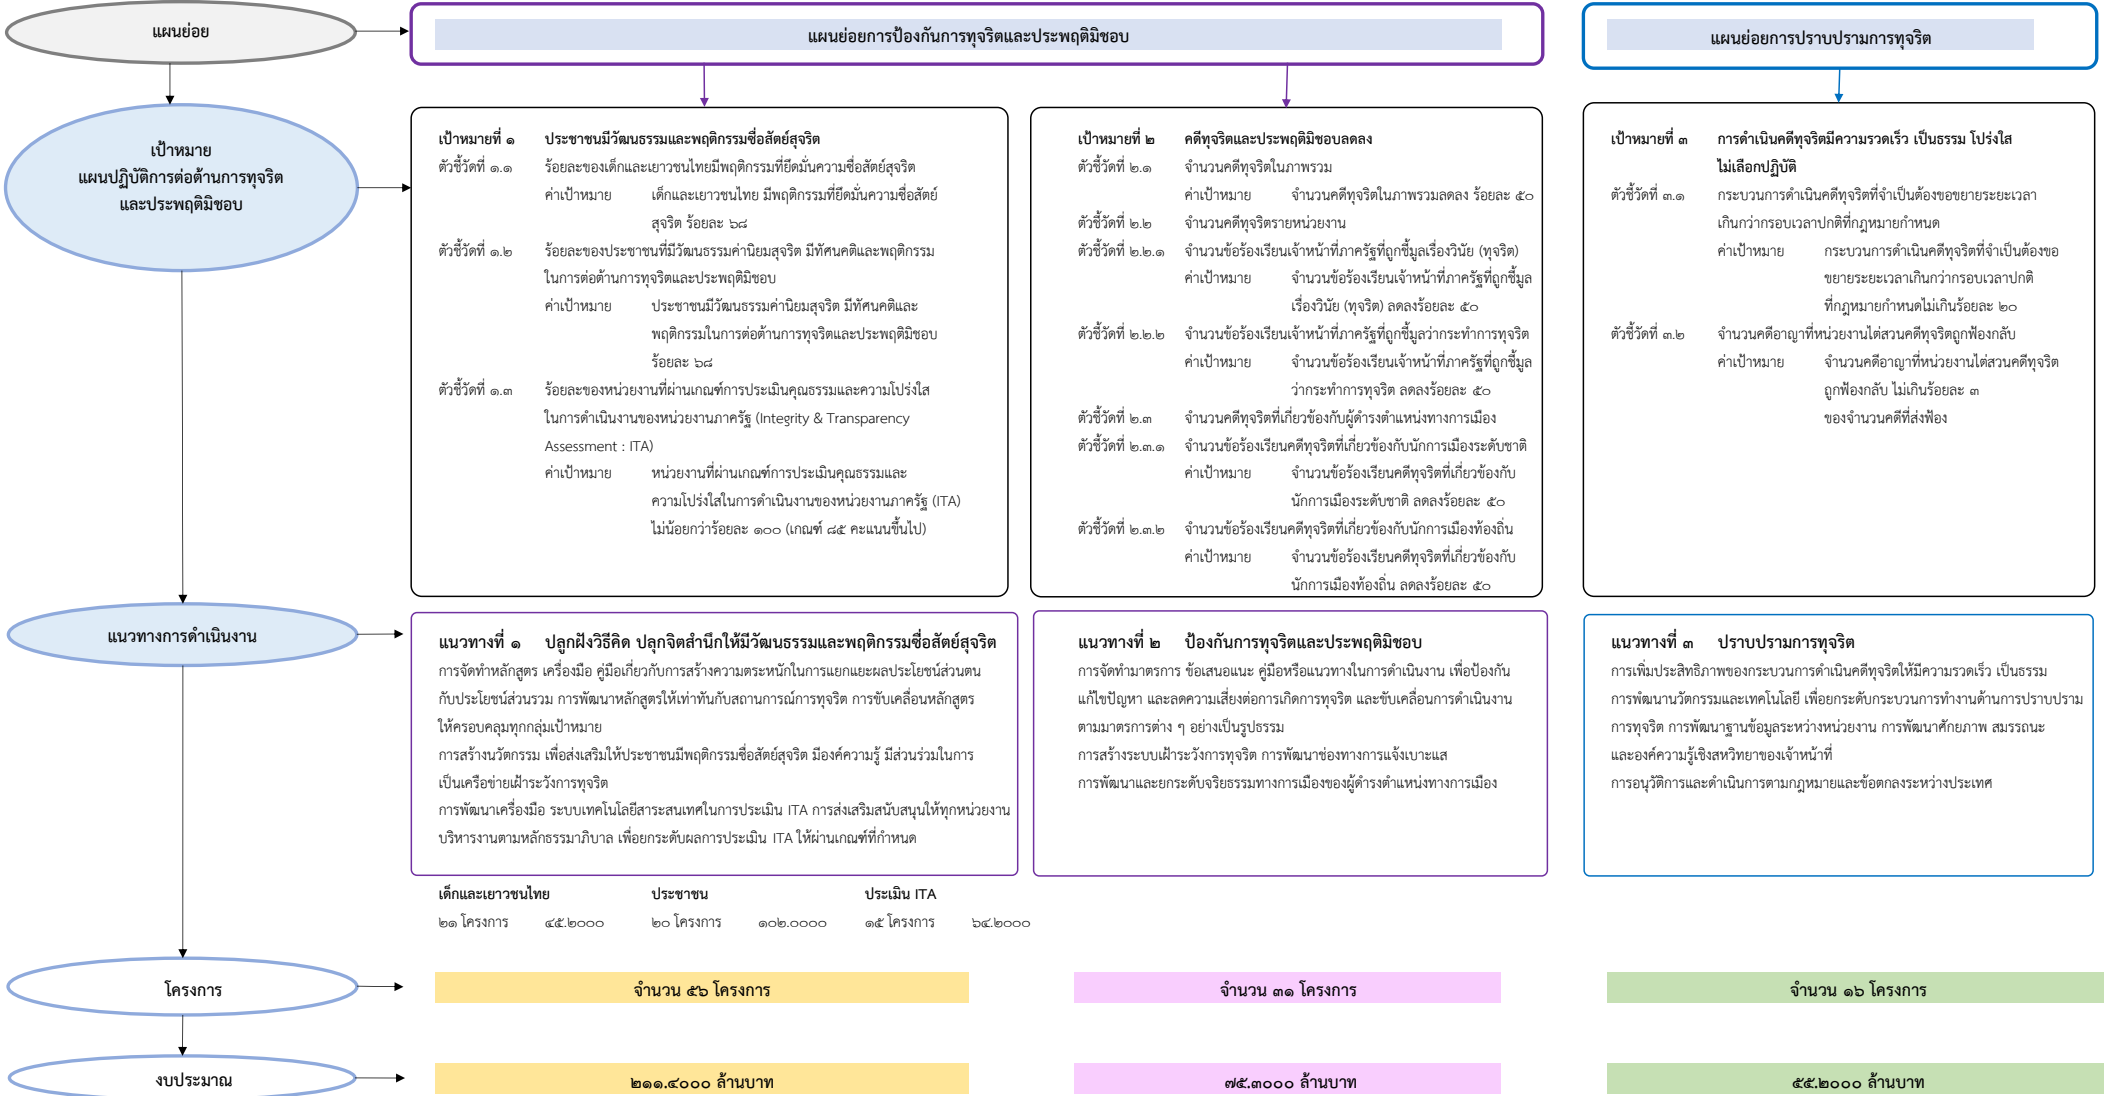 แผนย่อย
แผนย่อยการป้องกันการทุจริตและประพฤติมิชอบ
แผนย่อยการปราบปรามการทุจริต
เป้าหมาย
แผนปฏิบัติการต่อต้านการทุจริต
และประพฤติมิชอบ
เป้าหมายที่ ๑ ประชาชนมีวัฒนธรรมและพฤติกรรมซื่อสัตย์สุจริต
ตัวชี้วัดที่ ๑.๑ ร้อยละของเด็กและเยาวชนไทยมีพฤติกรรมที่ยึดมั่นความซื่อสัตย์สุจริต
ค่าเป้าหมาย เด็กและเยาวชนไทย มีพฤติกรรมที่ยึดมั่นความซื่อสัตย์
สุจริต ร้อยละ ๖๘
ตัวชี้วัดที่ ๑.๒ ร้อยละของประชาชนที่มีวัฒนธรรมค่านิยมสุจริต มีทัศนคติและพฤติกรรม
ในการต่อต้านการทุจริตและประพฤติมิชอบ
ค่าเป้าหมาย ประชาชนมีวัฒนธรรมค่านิยมสุจริต มีทัศนคติและ
พฤติกรรมในการต่อต้านการทุจริตและประพฤติมิชอบ
ร้อยละ ๖๘
ตัวชี้วัดที่ ๑.๓ ร้อยละของหน่วยงานที่ผ่านเกณฑ์การประเมินคุณธรรมและความโปร่งใส
ในการดำเนินงานของหน่วยงานภาครัฐ (Integrity & Transparency
Assessment : ITA)
ค่าเป้าหมาย หน่วยงานที่ผ่านเกณฑ์การประเมินคุณธรรมและ
ความโปร่งใสในการดำเนินงานของหน่วยงานภาครัฐ (ITA)
ไม่น้อยกว่าร้อยละ ๑๐๐ (เกณฑ์ ๘๕ คะแนนขึ้นไป)
เป้าหมายที่ ๒ คดีทุจริตและประพฤติมิชอบลดลง
ตัวชี้วัดที่ ๒.๑ จำนวนคดีทุจริตในภาพรวม
ค่าเป้าหมาย จำนวนคดีทุจริตในภาพรวมลดลง ร้อยละ ๕๐
ตัวชี้วัดที่ ๒.๒ จำนวนคดีทุจริตรายหน่วยงาน
ตัวชี้วัดที่ ๒.๒.๑ จำนวนข้อร้องเรียนเจ้าหน้าที่ภาครัฐที่ถูกชี้มูลเรื่องวินัย (ทุจริต)
ค่าเป้าหมาย จำนวนข้อร้องเรียนเจ้าหน้าที่ภาครัฐที่ถูกชี้มูล
เรื่องวินัย (ทุจริต) ลดลงร้อยละ ๕๐
ตัวชี้วัดที่ ๒.๒.๒ จำนวนข้อร้องเรียนเจ้าหน้าที่ภาครัฐที่ถูกชี้มูลว่ากระทำการทุจริต
ค่าเป้าหมาย จำนวนข้อร้องเรียนเจ้าหน้าที่ภาครัฐที่ถูกชี้มูล
ว่ากระทำการทุจริต ลดลงร้อยละ ๕๐
ตัวชี้วัดที่ ๒.๓ จำนวนคดีทุจริตที่เกี่ยวข้องกับผู้ดำรงตำแหน่งทางการเมือง
ตัวชี้วัดที่ ๒.๓.๑ จำนวนข้อร้องเรียนคดีทุจริตที่เกี่ยวข้องกับนักการเมืองระดับชาติ
ค่าเป้าหมาย จำนวนข้อร้องเรียนคดีทุจริตที่เกี่ยวข้องกับ
นักการเมืองระดับชาติ ลดลงร้อยละ ๕๐
ตัวชี้วัดที่ ๒.๓.๒ จำนวนข้อร้องเรียนคดีทุจริตที่เกี่ยวข้องกับนักการเมืองท้องถิ่น
ค่าเป้าหมาย จำนวนข้อร้องเรียนคดีทุจริตที่เกี่ยวข้องกับ
นักการเมืองท้องถิ่น ลดลงร้อยละ ๕๐
เป้าหมายที่ ๓ การดำเนินคดีทุจริตมีความรวดเร็ว เป็นธรรม โปร่งใส
ไม่เลือกปฏิบัติ
ตัวชี้วัดที่ ๓.๑ กระบวนการดำเนินคดีทุจริตที่จำเป็นต้องขอขยายระยะเวลา
เกินกว่ากรอบเวลาปกติที่กฎหมายกำหนด
ค่าเป้าหมาย กระบวนการดำเนินคดีทุจริตที่จำเป็นต้องขอ
ขยายระยะเวลาเกินกว่ากรอบเวลาปกติ
ที่กฎหมายกำหนดไม่เกินร้อยละ ๒๐
ตัวชี้วัดที่ ๓.๒ จำนวนคดีอาญาที่หน่วยงานไต่สวนคดีทุจริตถูกฟ้องกลับ
ค่าเป้าหมาย จำนวนคดีอาญาที่หน่วยงานไต่สวนคดีทุจริต
ถูกฟ้องกลับ ไม่เกินร้อยละ ๓
ของจำนวนคดีที่ส่งฟ้อง
แนวทางการดำเนินงาน
แนวทางที่ ๑ ปลูกฝังวิธีคิด ปลุกจิตสำนึกให้มีวัฒนธรรมและพฤติกรรมซื่อสัตย์สุจริต
การจัดทำหลักสูตร เครื่องมือ คู่มือเกี่ยวกับการสร้างความตระหนักในการแยกแยะผลประโยชน์ส่วนตน
กับประโยชน์ส่วนรวม การพัฒนาหลักสูตรให้เท่าทันกับสถานการณ์การทุจริต การขับเคลื่อนหลักสูตร
ให้ครอบคลุมทุกกลุ่มเป้าหมาย
การสร้างนวัตกรรม เพื่อส่งเสริมให้ประชาชนมีพฤติกรรมซื่อสัตย์สุจริต มีองค์ความรู้ มีส่วนร่วมในการ
เป็นเครือข่ายเฝ้าระวังการทุจริต
การพัฒนาเครื่องมือ ระบบเทคโนโลยีสาระสนเทศในการประเมิน ITA การส่งเสริมสนับสนุนให้ทุกหน่วยงาน
บริหารงานตามหลักธรรมาภิบาล เพื่อยกระดับผลการประเมิน ITA ให้ผ่านเกณฑ์ที่กำหนด
แนวทางที่ ๒ ป้องกันการทุจริตและประพฤติมิชอบ
การจัดทำมาตรการ ข้อเสนอแนะ คู่มือหรือแนวทางในการดำเนินงาน เพื่อป้องกัน
แก้ไขปัญหา และลดความเสี่ยงต่อการเกิดการทุจริต และขับเคลื่อนการดำเนินงาน
ตามมาตรการต่าง ๆ อย่างเป็นรูปธรรม
การสร้างระบบเฝ้าระวังการทุจริต การพัฒนาช่องทางการแจ้งเบาะแส
การพัฒนาและยกระดับจริยธรรมทางการเมืองของผู้ดำรงตำแหน่งทางการเมือง
แนวทางที่ ๓ ปราบปรามการทุจริต
การเพิ่มประสิทธิภาพของกระบวนการดำเนินคดีทุจริตให้มีความรวดเร็ว เป็นธรรม
การพัฒนานวัตกรรมและเทคโนโลยี เพื่อยกระดับกระบวนการทำงานด้านการปราบปราม
การทุจริต การพัฒนาฐานข้อมูลระหว่างหน่วยงาน การพัฒนาศักยภาพ สมรรถนะ
และองค์ความรู้เชิงสหวิทยาของเจ้าหน้าที่
การอนุวัติการและดำเนินการตามกฎหมายและข้อตกลงระหว่างประเทศ
เด็กและเยาวชนไทย ประชาชน ประเมิน ITA
๒๑ โครงการ ๔๕.๒๐๐๐ ๒๐ โครงการ ๑๐๒.๐๐๐๐ ๑๕ โครงการ ๖๔.๒๐๐๐
โครงการ
จำนวน ๕๖ โครงการ
จำนวน ๓๑ โครงการ
จำนวน ๑๖ โครงการ
งบประมาณ
๒๑๑.๔๐๐๐ ล้านบาท
๗๕.๓๐๐๐ ล้านบาท
๕๕.๒๐๐๐ ล้านบาท